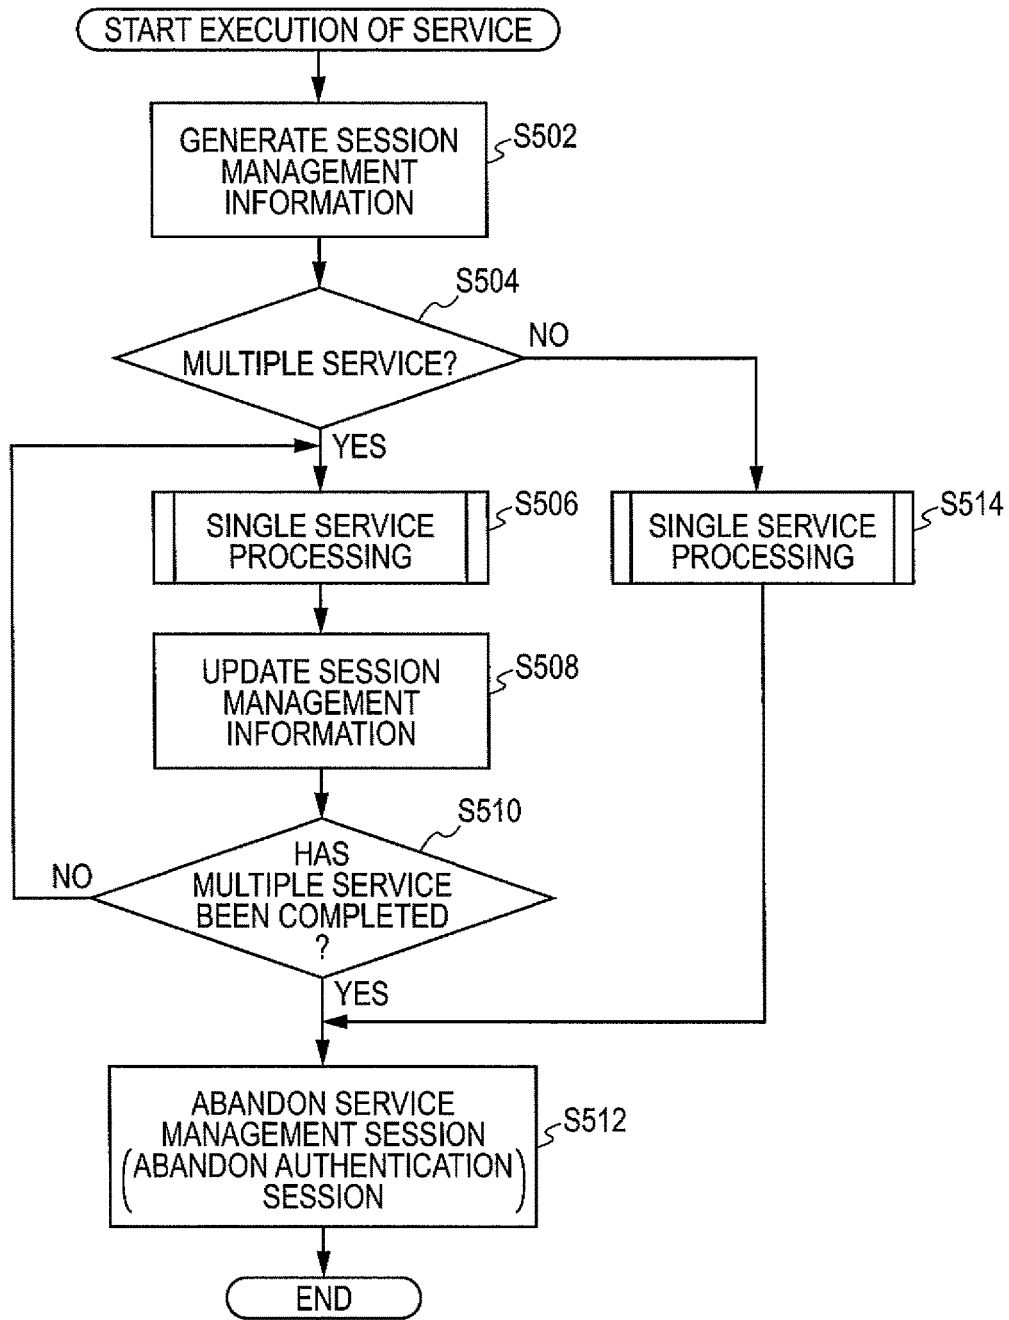 START EXECUTION OF SERVICE
GENERATE SESSION
MANAGEMENT
INFORMATION
S502
S504
MULTIPLE SERVICE?
NO
YES
SINGLE SERVICE
PROCESSING
S506
SINGLE SERVICE
PROCESSING
S514
UPDATE SESSION
MANAGEMENT
INFORMATION
S508
S510
HAS
MULTIPLE SERVICE
BEEN COMPLETED
?
NO
YES
ABANDON SERVICE
MANAGEMENT SESSION
(ABANDON AUTHENTICATION
SESSION)
S512
END